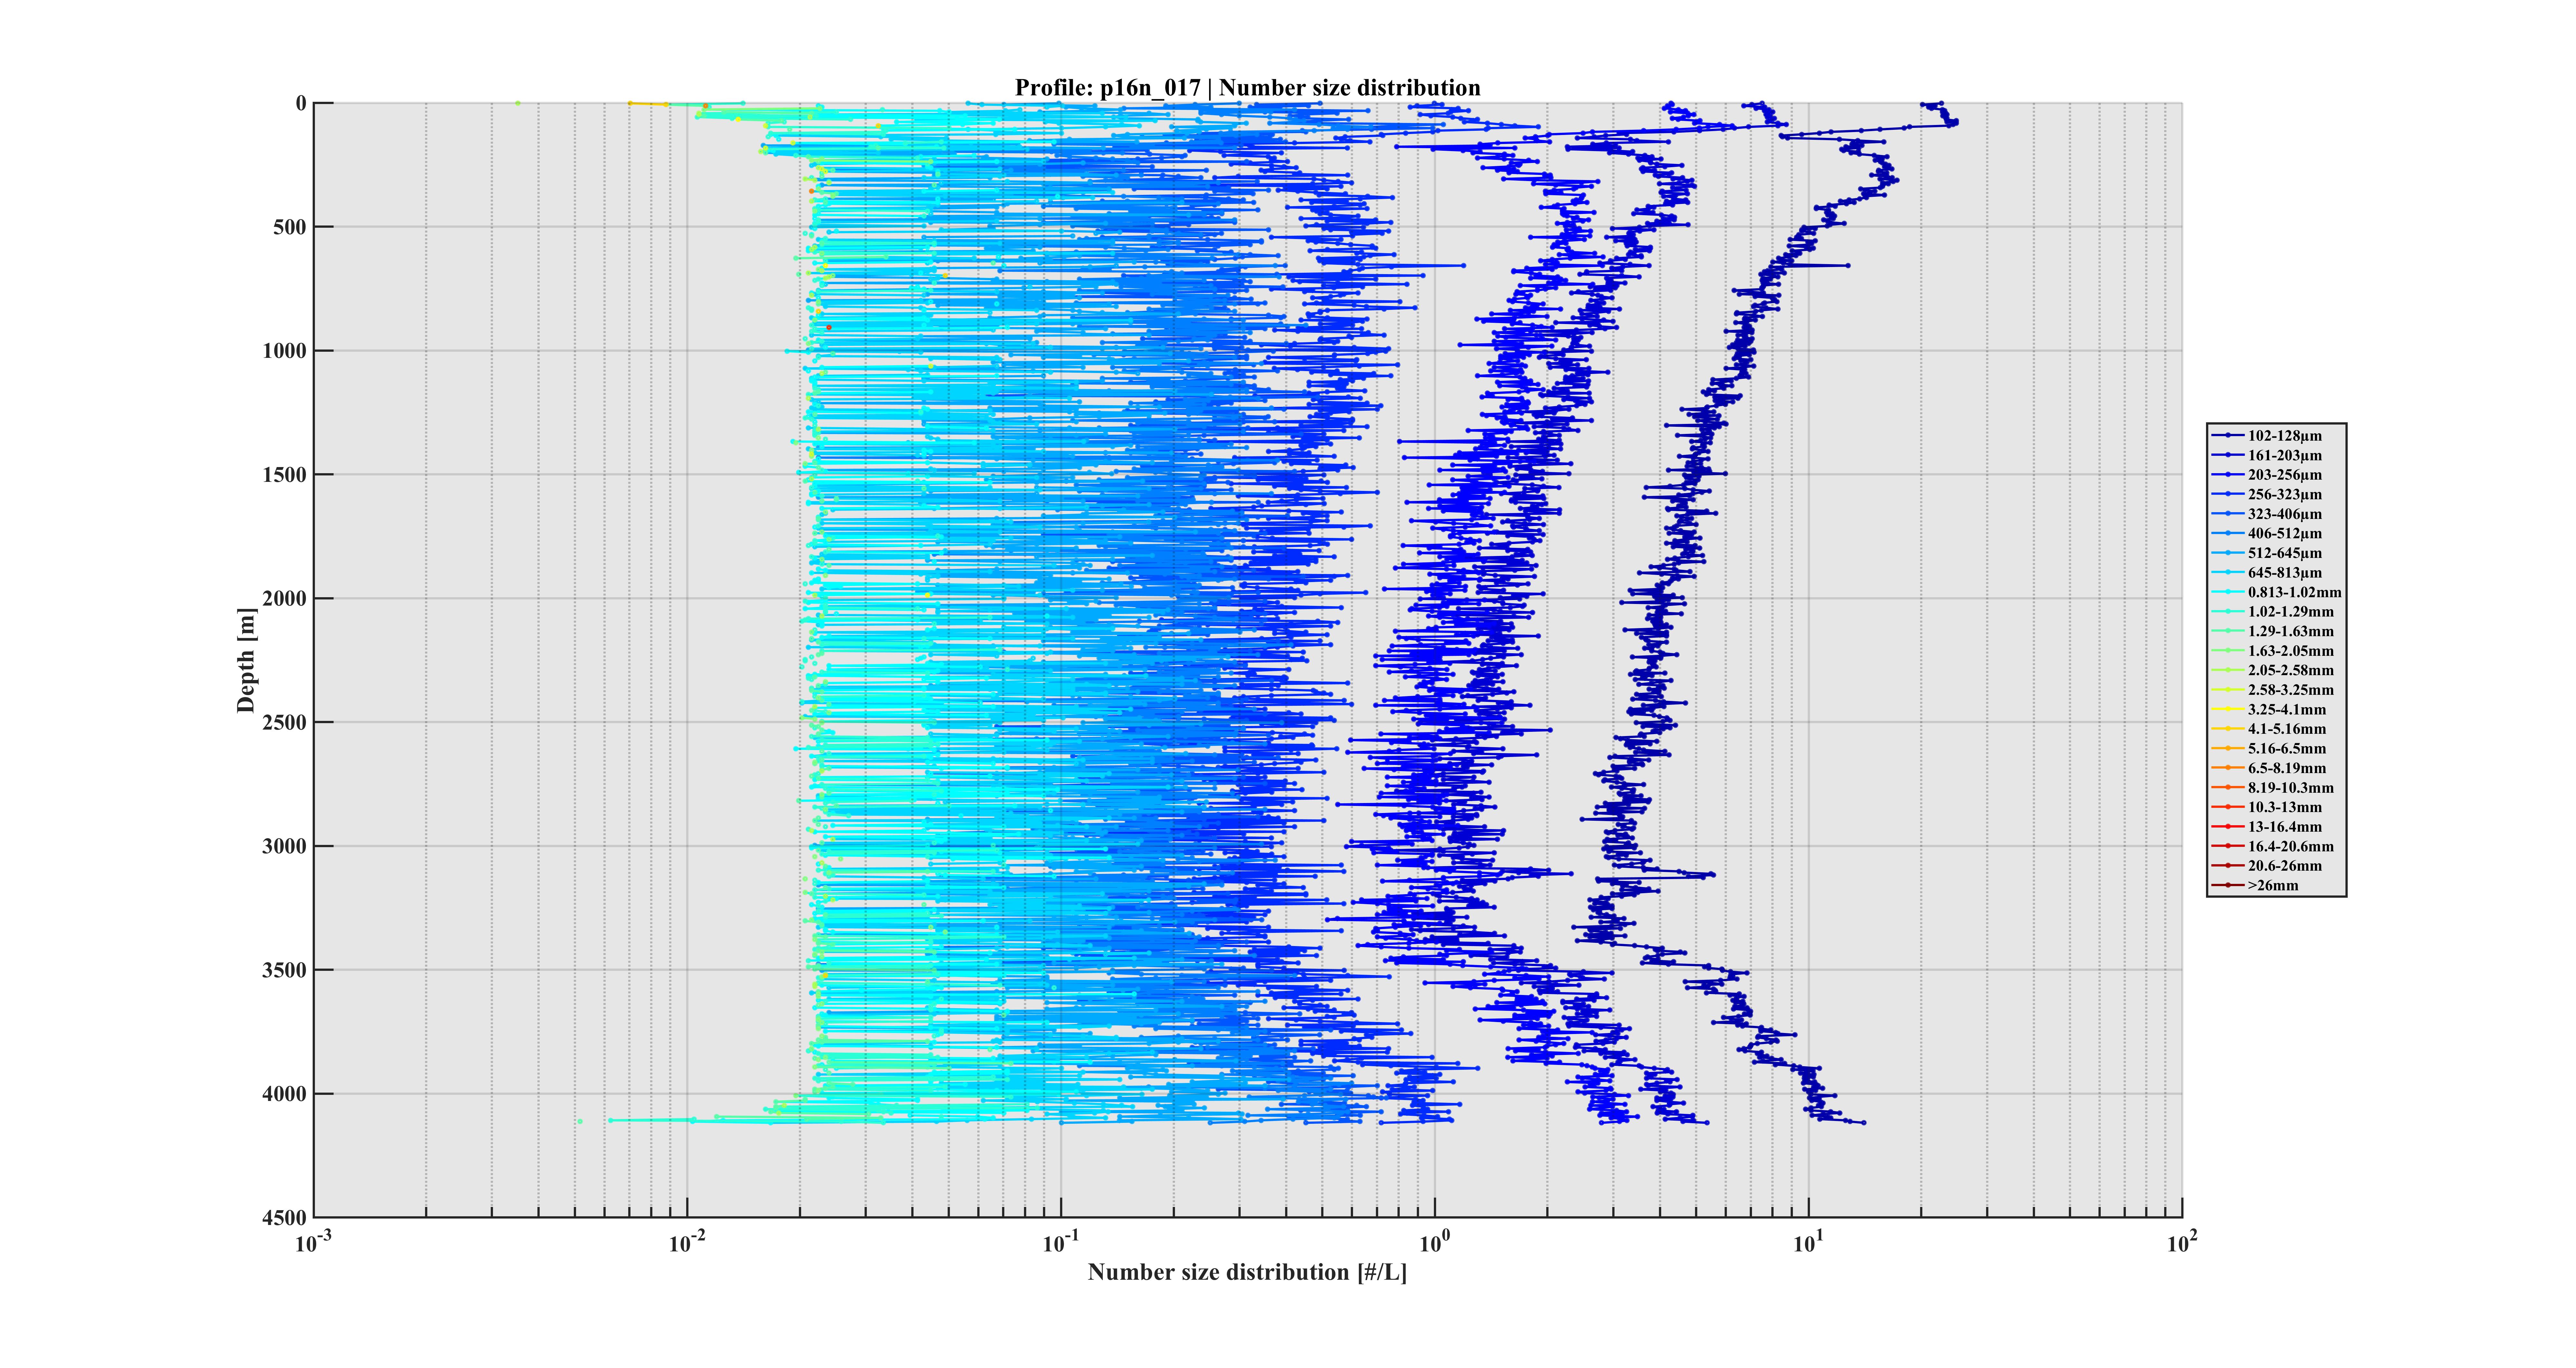 Profile: p16n_017 | Number size distribution
0
500
1000
1500
2000
2500
3000
3500
4000
4500
Depth [m]
10-3 10-2 10-1 100 101 102
Number size distribution [#/L]
102-128µm
161-203µm
203-256µm
256-323µm
323-406µm
406-512µm
512-645µm
645-813µm
0.813-1.02mm
1.02-1.29mm
1.29-1.63mm
1.63-2.05mm
2.05-2.58mm
2.58-3.25mm
3.25-4.1mm
4.1-5.16mm
5.16-6.5mm
6.5-8.19mm
8.19-10.3mm
10.3-13mm
13-16.4mm
16.4-20.6mm
20.6-26mm
>26mm